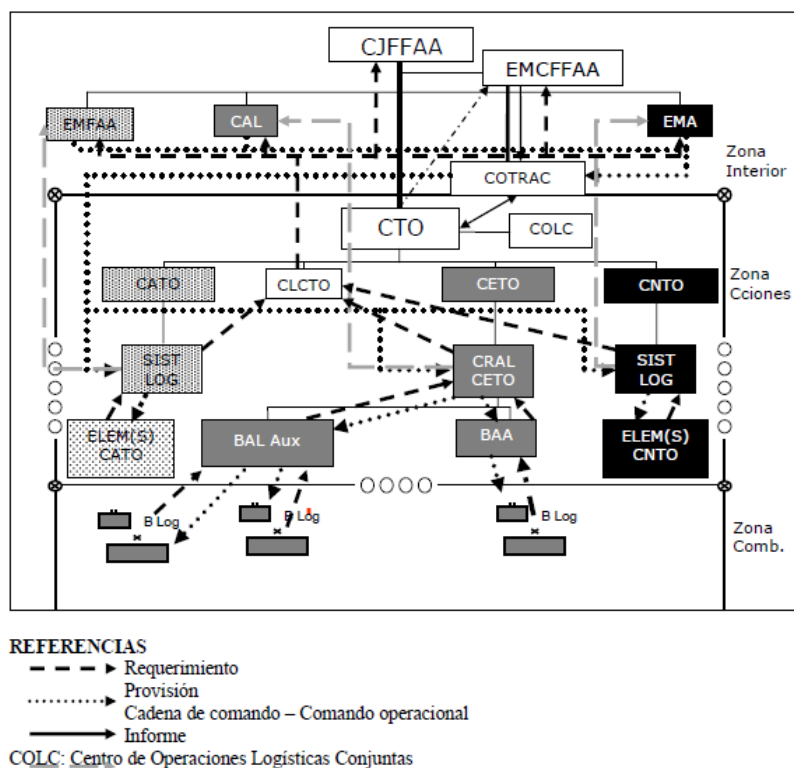 CJFFAA
EMCFFAA
EMFAA
CAL
EMA
Zona
Interior
COTRAC
CTO
COLC
CATO
CLCTO
CETO
CNTO
Zona
Cciones
SIST
LOG
CRAL
CETO
SIST
LOG
ELEM(S)
CATO
BAL Aux
BAA
ELEM(S)
CNTO
B Log
B Log
B Log
Zona
Comb.
REFERENCIAS
Requerimiento
Provisión
Cadena de comando – Comando operacional
Informe
COLC: Centro de Operaciones Logísticas Conjuntas